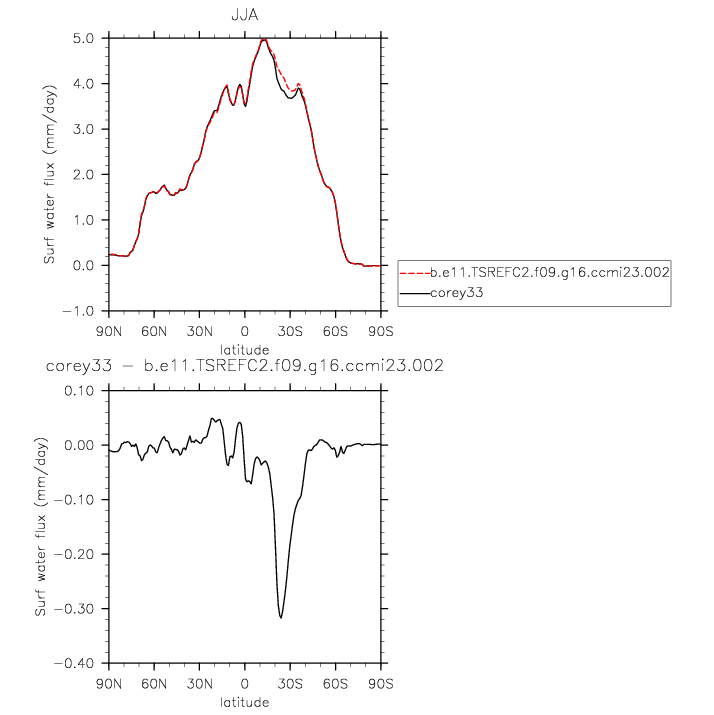 JJA
5.0
4.0
3.0
2.0
1.0
0.0
−1.0
Surf water flux (mm/day)
90N 60N 30N 0 30S 60S 90S
latitude
b.e11.TSREFC2.f09.g16.ccmi23.002
corey33
corey33 − b.e11.TSREFC2.f09.g16.ccmi23.002
0.10
0.00
−0.10
−0.20
−0.30
−0.40
Surf water flux (mm/day)
90N 60N 30N 0 30S 60S 90S
latitude